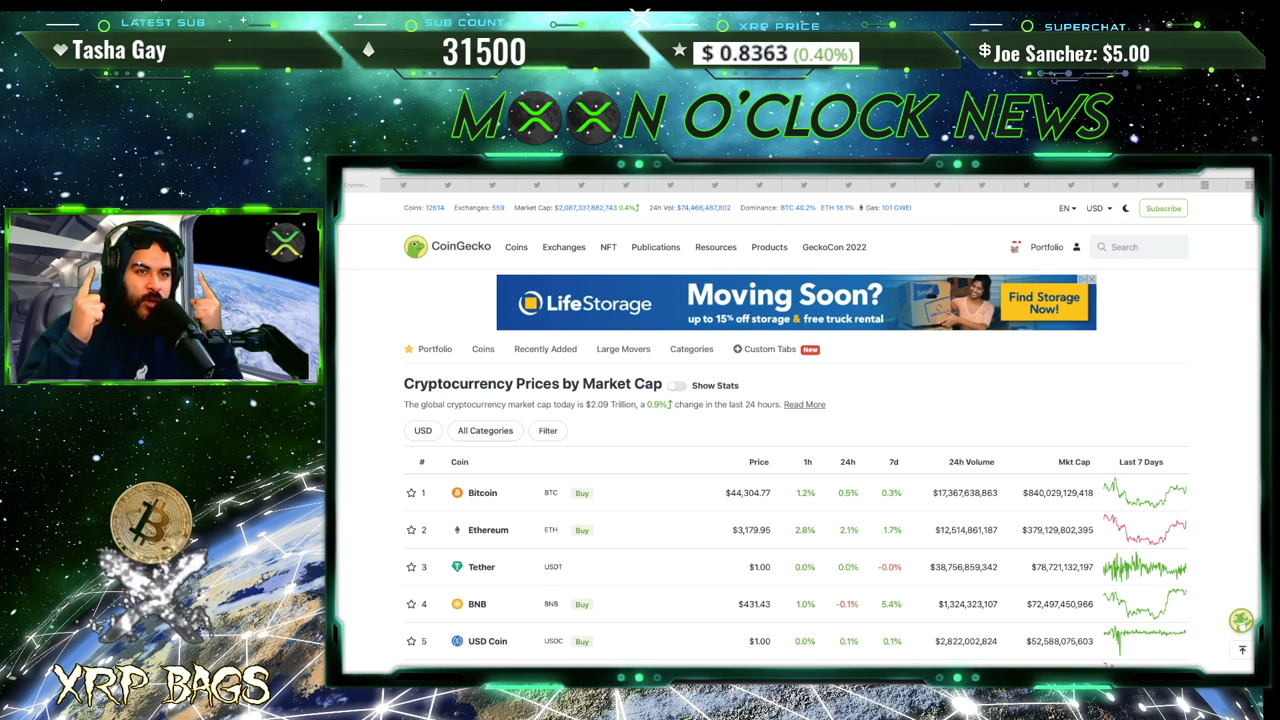 LATEST SUB
SUB COUNT
XRP PRICE
SUPERCHAT
Tasha Gay
31500
$ 0.8363 (0.40%)
Joe Sanchez: $5.00
MOON O'CLOCK NEWS
Coins: 12614 Exchanges: 559 Market Cap: $2,087,337,882,743 0.4% 24h Vol: $74,466,487,802 Dominance: BTC 40.2% ETH 18.1% Gas: 101 GWEI
EN USD Subscribe
CoinGecko Coins Exchanges NFT Publications Resources Products GeckoCon 2022 Portfolio Search
LifeStorage
Moving Soon?
up to 15% off storage & free truck rental
Find Storage
Now!
Portfolio Coins Recently Added Large Movers Categories Custom Tabs New
Cryptocurrency Prices by Market Cap Show Stats
The global cryptocurrency market cap today is $2.09 Trillion, a 0.9% change in the last 24 hours. Read More
USD All Categories Filter
# Coin Price 1h 24h 7d 24h Volume Mkt Cap Last 7 Days
1 Bitcoin BTC Buy $44,304.77 1.2% 0.5% 0.3% $17,367,638,863 $840,029,129,418
2 Ethereum ETH Buy $3,179.95 2.8% 2.1% 1.7% $12,514,861,187 $379,129,802,395
3 Tether USDT $1.00 0.0% 0.0% -0.0% $38,756,859,342 $78,721,132,197
4 BNB BNB Buy $431.43 1.0% -0.1% 5.4% $1,324,323,107 $72,497,450,966
5 USD Coin USDC Buy $1.00 0.0% 0.1% 0.1% $2,822,002,824 $52,588,075,603
XRP BAGS